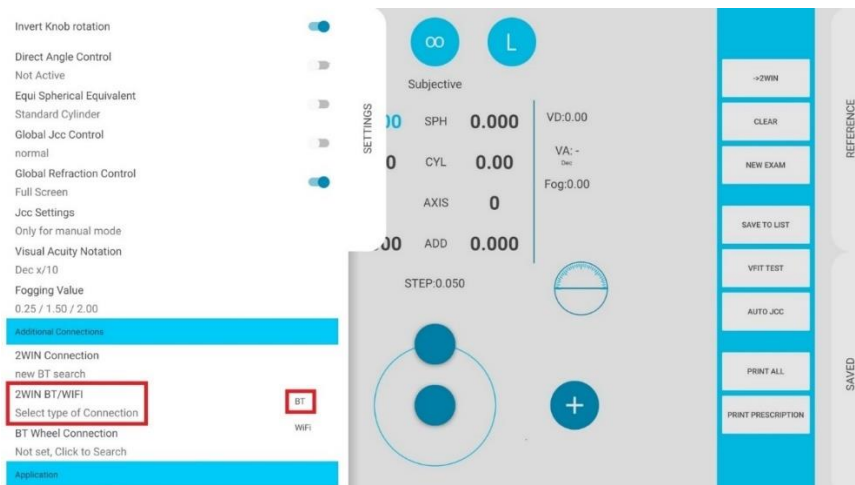 Invert Knob rotation
Direct Angle Control
Not Active
Equi Spherical Equivalent
Standard Cylinder
Global Jcc Control
normal
Global Refraction Control
Full Screen
Jcc Settings
Only for manual mode
Visual Acuity Notation
Dec x/10
Fogging Value
0.25 / 1.50 / 2.00
Additional Connections
2WIN Connection
new BT search
2WIN BT/WIFI
Select type of Connection
BT
WiFi
BT Wheel Connection
Not set, Click to Search
Application
SETTINGS
∞ L
Subjective
00 SPH 0.000
0 CYL 0.00
AXIS 0
00 ADD 0.000
VD:0.00
VA: -
Dec
Fog:0.00
STEP:0.050
+
->2WIN
CLEAR
NEW EXAM
SAVE TO LIST
VFIT TEST
AUTO JCC
PRINT ALL
PRINT PRESCRIPTION
REFERENCE
SAVED